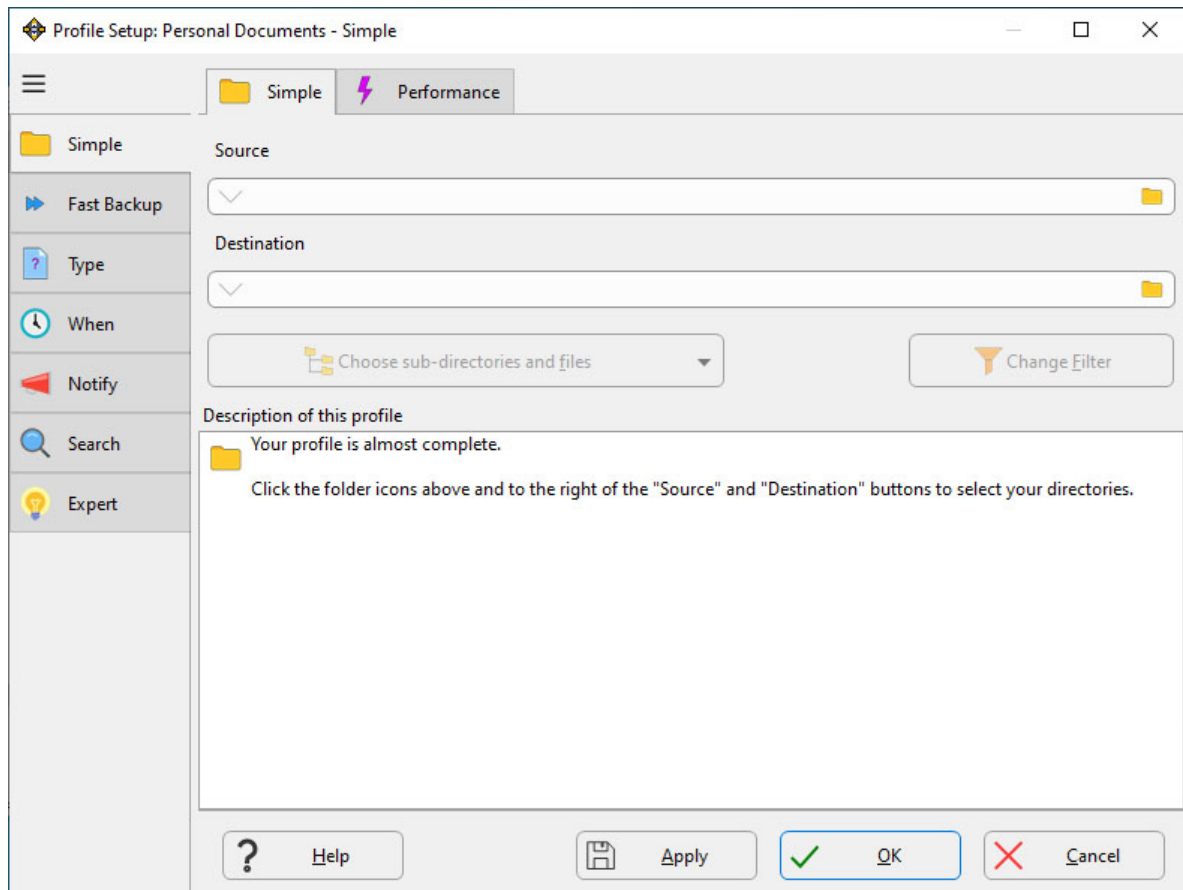 Profile Setup: Personal Documents - Simple
Simple
Performance
Simple
Fast Backup
Type
When
Notify
Search
Expert
Source
Destination
Choose sub-directories and files
Change Filter
Description of this profile
Your profile is almost complete.
Click the folder icons above and to the right of the "Source" and "Destination" buttons to select your directories.
Help
Apply
OK
Cancel